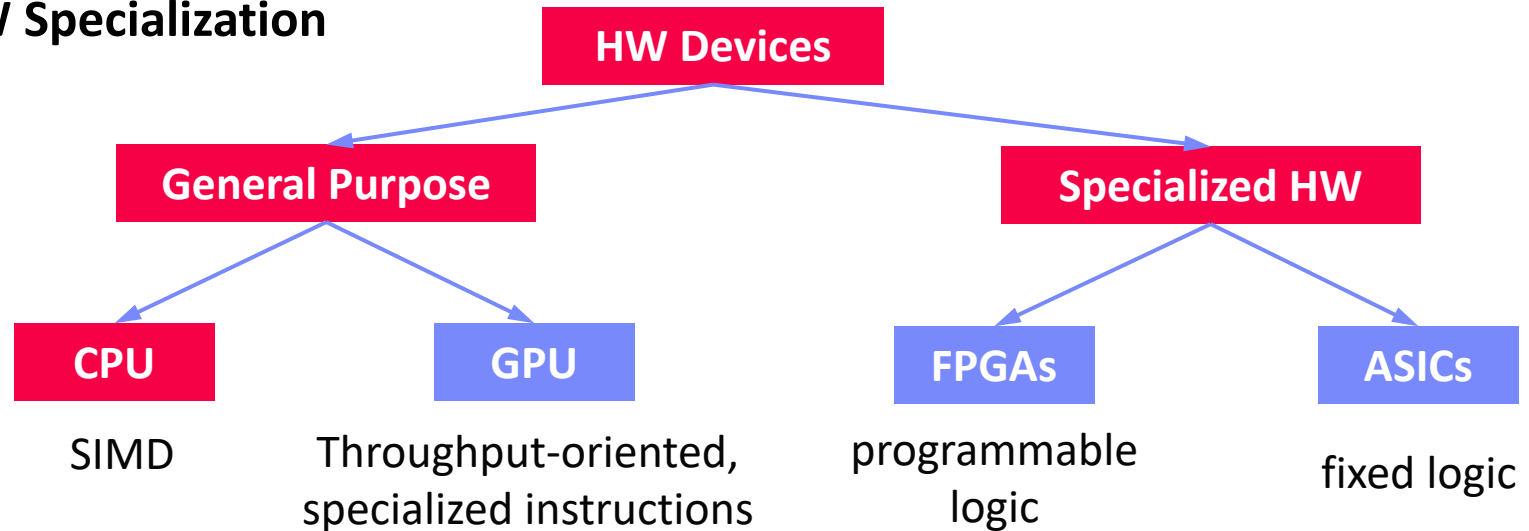 Specialization
HW Devices
General Purpose
Specialized HW
CPU
GPU
FPGAs
ASICs
SIMD
Throughput-oriented,
specialized instructions
programmable
logic
fixed logic